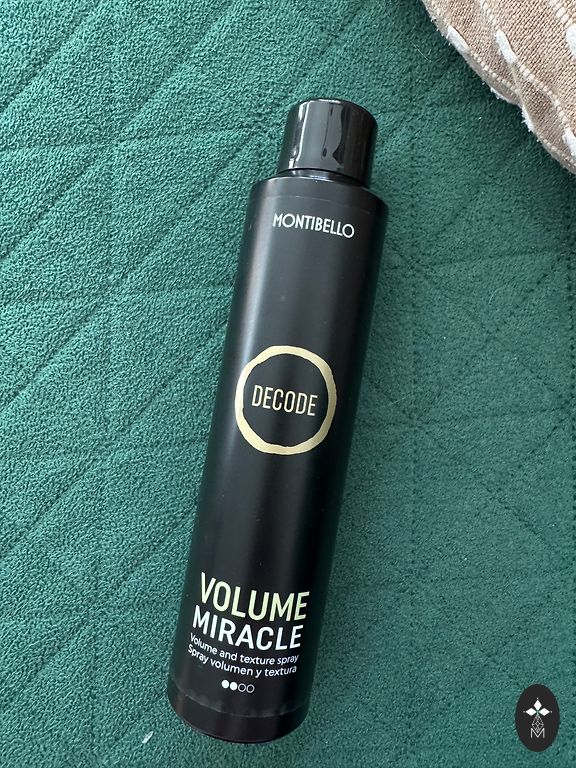 MONTIBELLO
DECODE
VOLUME
MIRACLE
Volume and texture spray
Spray volumen y textura